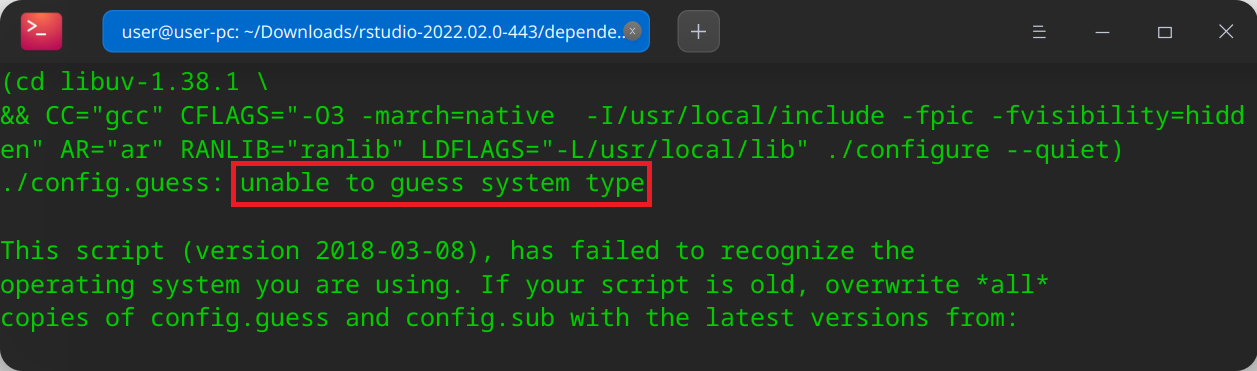 user@user-pc: ~/Downloads/rstudio-2022.02.0-443/depende..
(cd libuv-1.38.1 \
&& CC="gcc" CFLAGS="-O3 -march=native  -I/usr/local/include -fpic -fvisibility=hidd
en" AR="ar" RANLIB="ranlib" LDFLAGS="-L/usr/local/lib" ./configure --quiet)
./config.guess: unable to guess system type
This script (version 2018-03-08), has failed to recognize the
operating system you are using. If your script is old, overwrite *all*
copies of config.guess and config.sub with the latest versions from: